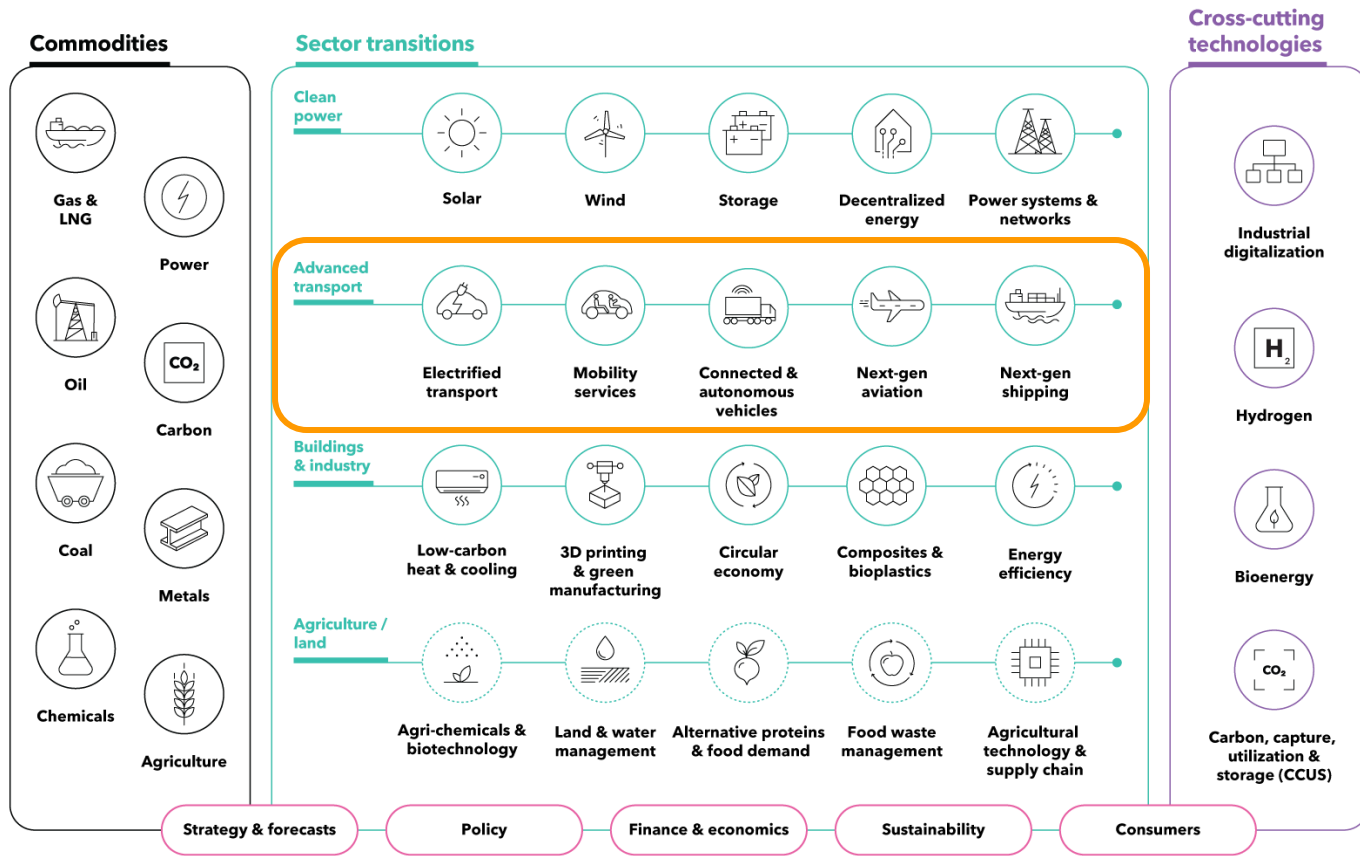 Commodities
Gas &
LNG
Power
Oil
CO₂
Carbon
Coal
Metals
Chemicals
Agriculture
Sector transitions
Clean
power
Solar
Wind
Storage
Decentralized
energy
Power systems &
networks
Advanced
transport
Electrified
transport
Mobility
services
Connected &
autonomous
vehicles
Next-gen
aviation
Next-gen
shipping
Buildings
& industry
Low-carbon
heat & cooling
3D printing
& green
manufacturing
Circular
economy
Composites &
bioplastics
Energy
efficiency
Agriculture /
land
Agri-chemicals &
biotechnology
Land & water
management
Alternative proteins
& food demand
Food waste
management
Agricultural
technology &
supply chain
Cross-cutting
technologies
Industrial
digitalization
H₂
Hydrogen
Bioenergy
CO₂
Carbon, capture,
utilization &
storage (CCUS)
Strategy & forecasts
Policy
Finance & economics
Sustainability
Consumers